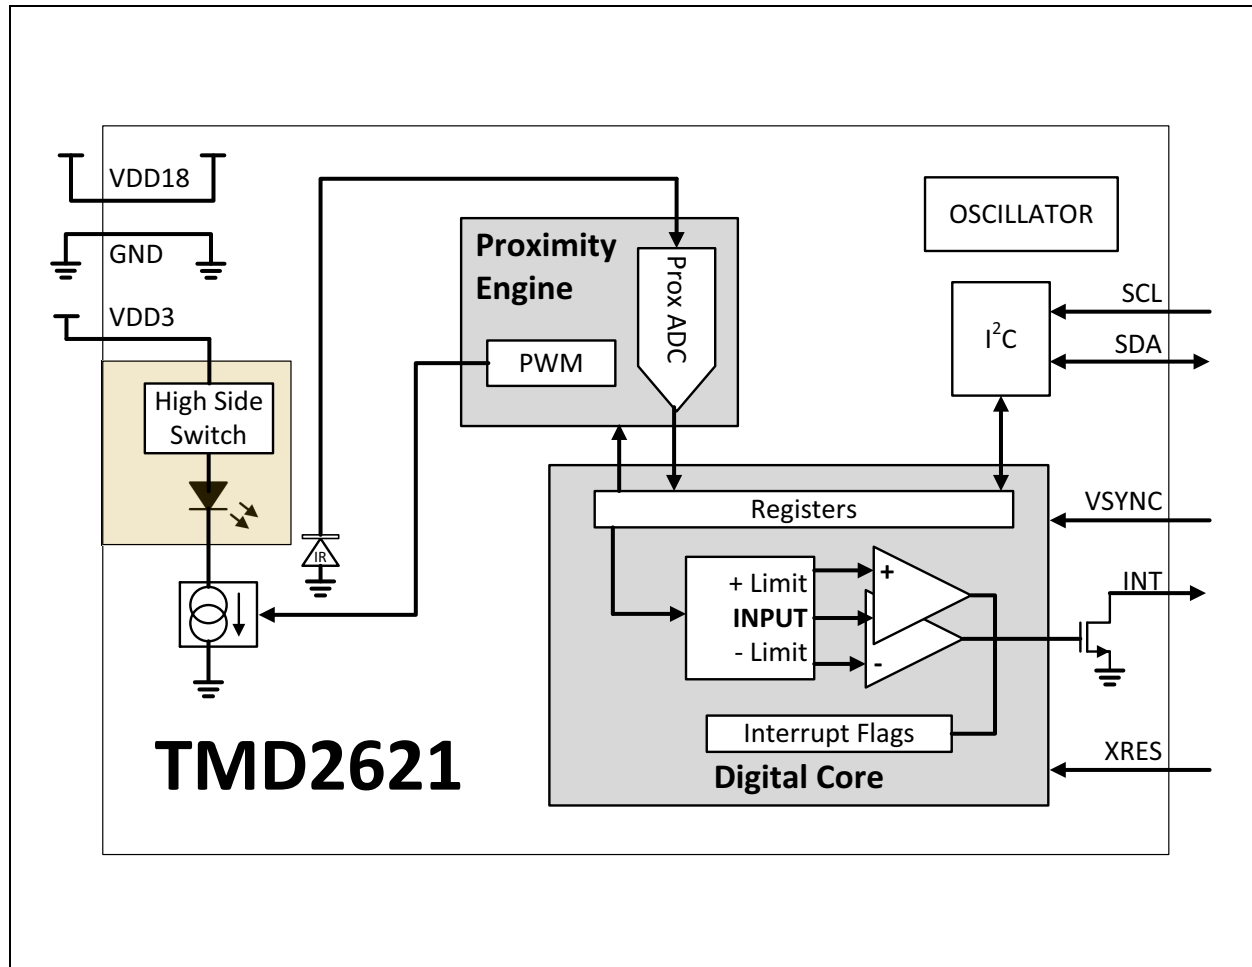 VDD18
GND
VDD3
High Side
Switch
Proximity
Engine
Prox ADC
PWM
IR
OSCILLATOR
I²C
SCL
SDA
VSYNC
INT
XRES
Registers
+ Limit
INPUT
- Limit
+
-
Interrupt Flags
Digital Core
TMD2621